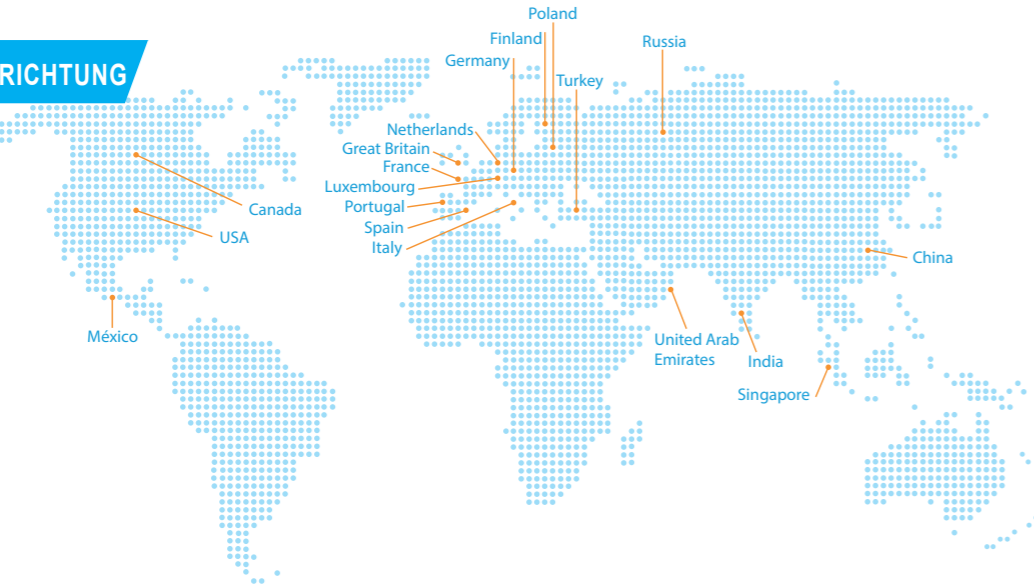 Poland
Finland
Russia
Germany
RICHTUNG
Turkey
Netherlands
Great Britain
France
Luxembourg
Portugal
Canada
Spain
USA
Italy
China
México
United Arab
Emirates
India
Singapore